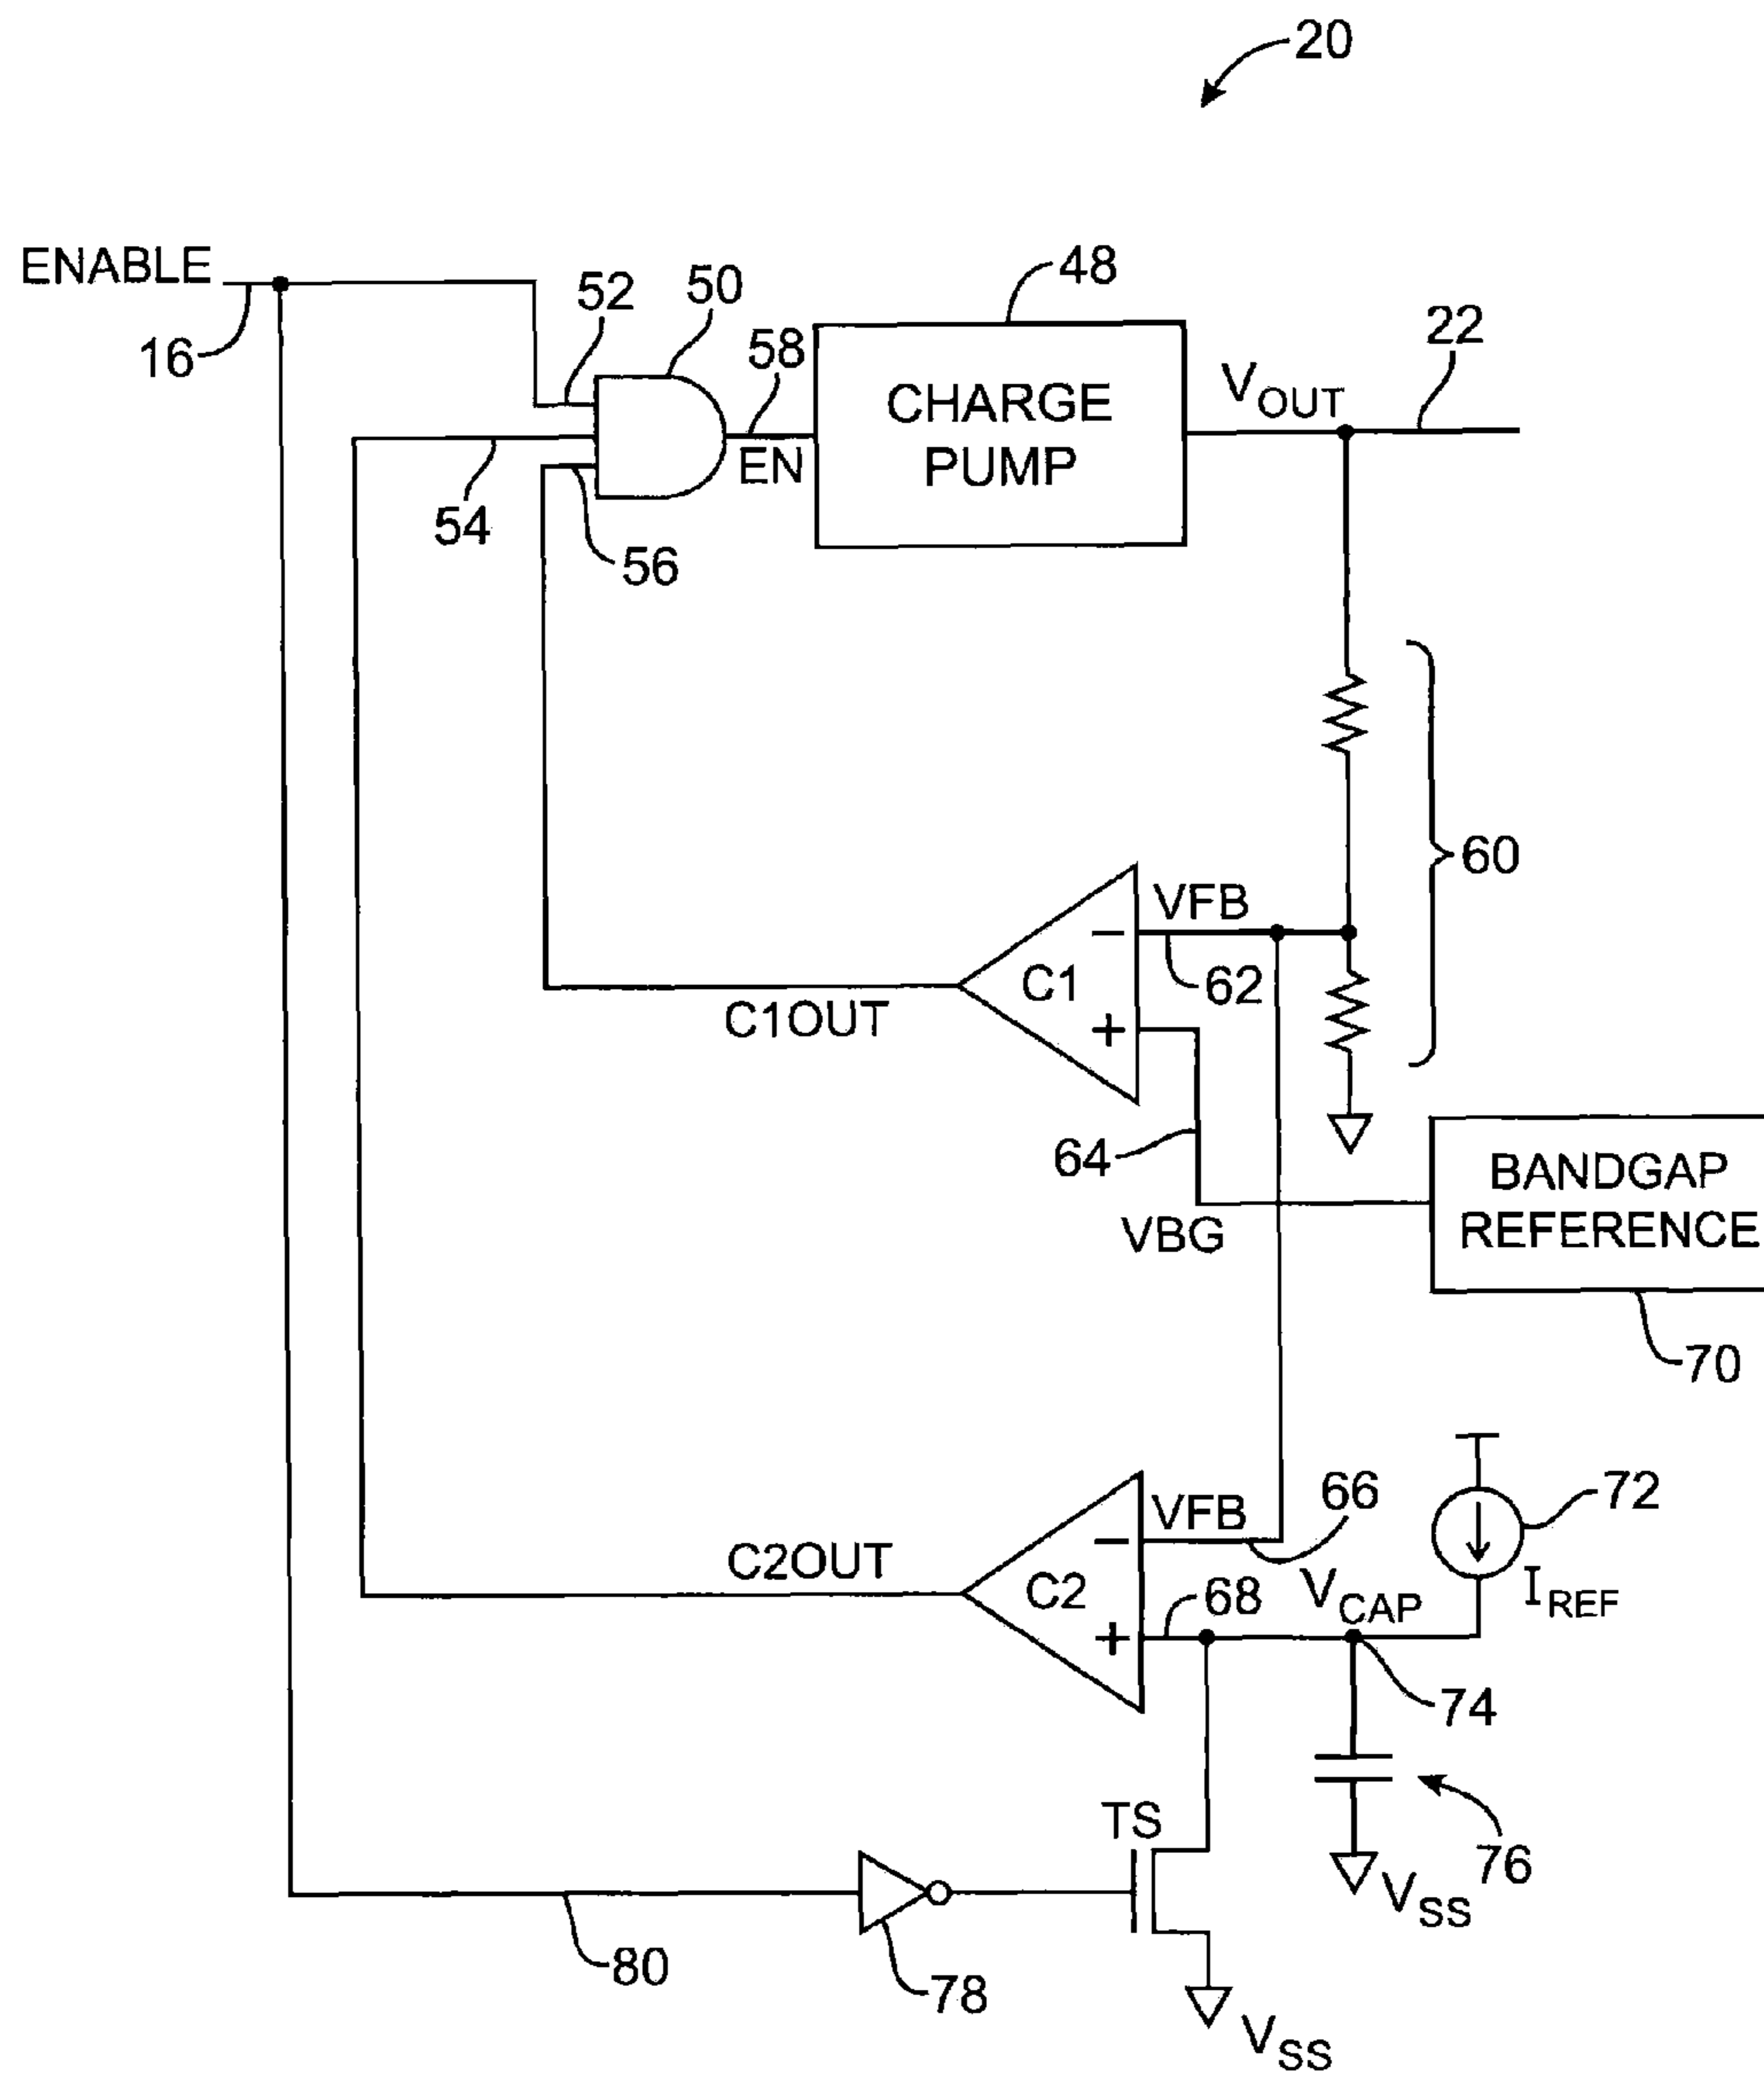 20
ENABLE
16
52
50
58
48
22
CHARGE
PUMP
VOUT
EN
54
56
60
VFB
C1
−
+
62
C1OUT
64
VBG
BANDGAP
REFERENCE
70
VFB
66
72
C2OUT
C2
−
+
68
VCAP
IREF
74
TS
76
VSS
80
78
VSS